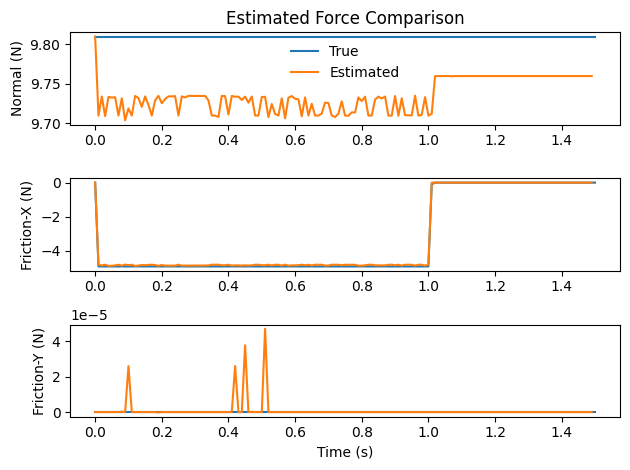 Estimated Force Comparison
Normal (N)
9.80
9.75
9.70
True
Estimated
0.0 0.2 0.4 0.6 0.8 1.0 1.2 1.4
Friction-X (N)
0
−2
−4
0.0 0.2 0.4 0.6 0.8 1.0 1.2 1.4
1e−5
Friction-Y (N)
4
2
0
0.0 0.2 0.4 0.6 0.8 1.0 1.2 1.4
Time (s)